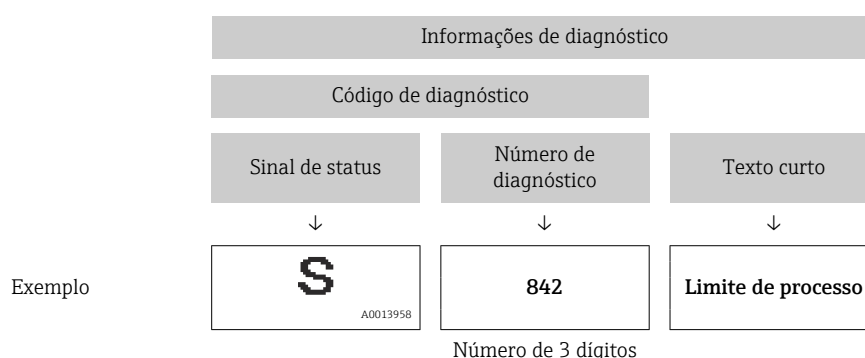 Informações de diagnóstico
Código de diagnóstico
Sinal de status
Número de
diagnóstico
Texto curto
↓ ↓ ↓
Exemplo
S
A0013958
842
Limite de processo
Número de 3 dígitos